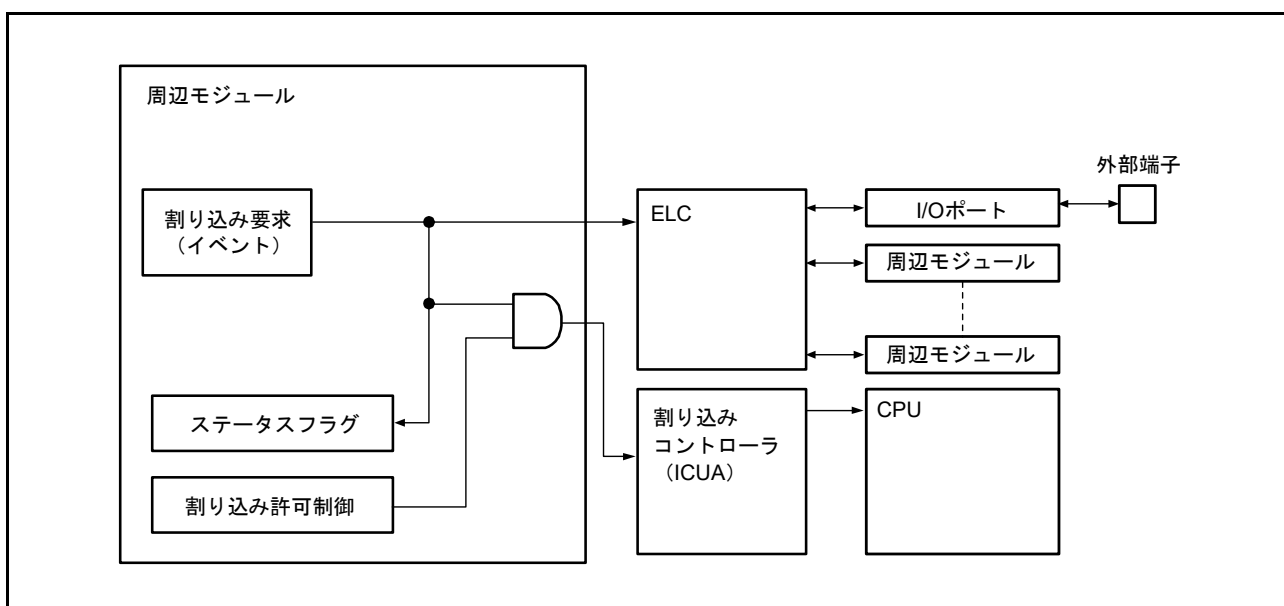 周辺モジュール
割り込み要求
（イベント）
ステータスフラグ
割り込み許可制御
ELC
割り込み
コントローラ
（ICUA）
外部端子
I/Oポート
周辺モジュール
周辺モジュール
CPU